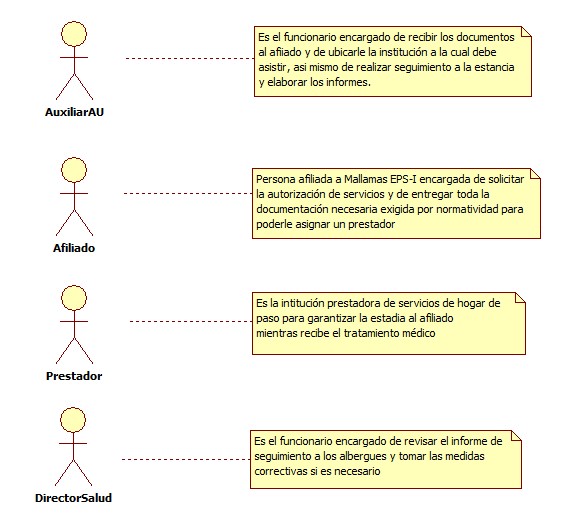 Es el funcionario encargado de recibir los documentos
al afiiado y de ubicarle la institución a la cual debe
asistir, asi mismo de realizar seguimiento a la estancia
y elaborar los informes.
AuxiliarAU
Persona afiliada a Mallamas EPS-I encargada de solicitar
la autorización de servicios y de entregar toda la
documentación necesaria exigida por normatividad para
poderle asignar un prestador
Afiliado
Es la intitución prestadora de servicios de hogar de
paso para garantizar la estadia al afiliado
mientras recibe el tratamiento médico
Prestador
Es el funcionario encargado de revisar el informe de
seguimiento a los albergues y tomar las medidas
correctivas si es necesario
DirectorSalud